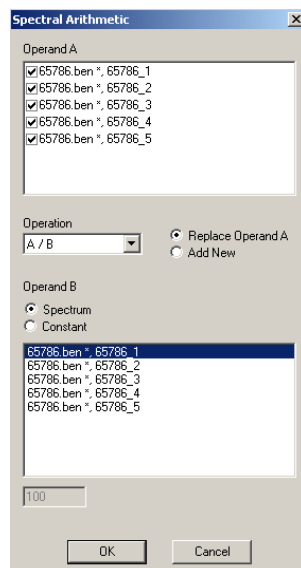 Spectral Arithmetic
Operand A
65786.ben *, 65786_1
65786.ben *, 65786_2
65786.ben *, 65786_3
65786.ben *, 65786_4
65786.ben *, 65786_5
Operation
A / B
Replace Operand A
Add New
Operand B
Spectrum
Constant
65786.ben *, 65786_1
65786.ben *, 65786_2
65786.ben *, 65786_3
65786.ben *, 65786_4
65786.ben *, 65786_5
100
OK Cancel